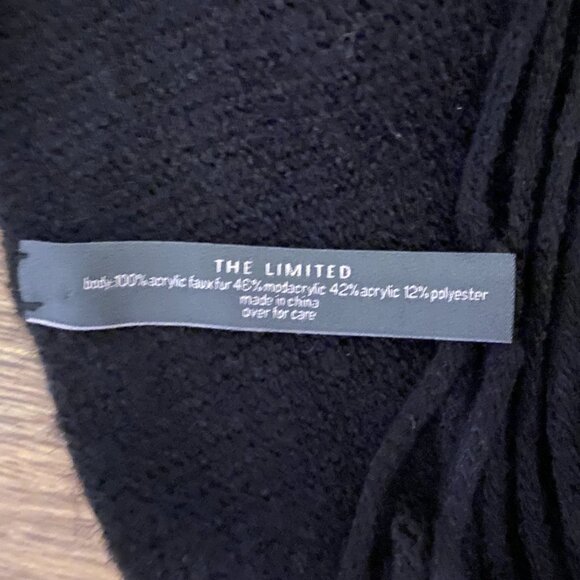 THE LIMITED
body: 100% acrylic faux fur 46% modacrylic 42% acrylic 12% polyester
made in china
over for care